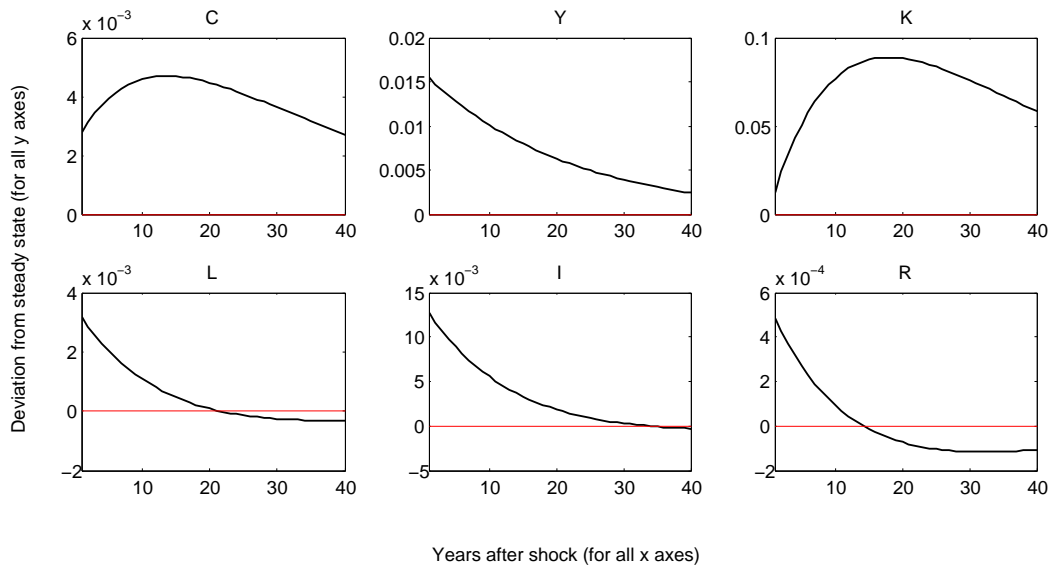 C
x 10⁻³
6
4
2
0
10 20 30 40
Y
0.02
0.015
0.01
0.005
0
10 20 30 40
K
0.1
0.05
0
10 20 30 40
L
x 10⁻³
4
2
0
−2
10 20 30 40
I
x 10⁻³
15
10
5
0
−5
10 20 30 40
R
x 10⁻⁴
6
4
2
0
−2
10 20 30 40
Deviation from steady state (for all y axes)
Years after shock (for all x axes)